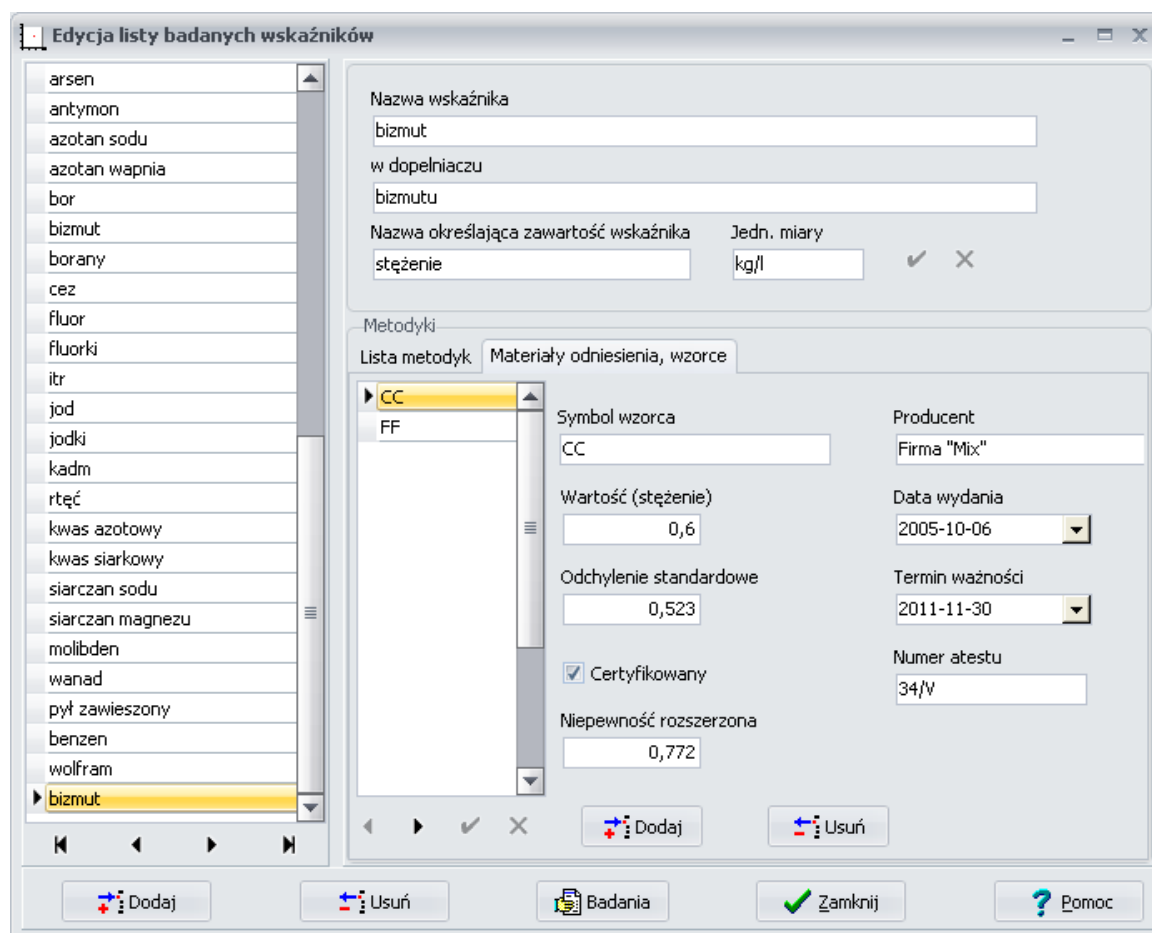 Edycja listy badanych wskaźników
arsen
antymon
azotan sodu
azotan wapnia
bor
bizmut
borany
cez
fluor
fluorki
itr
jod
jodki
kadm
rtęć
kwas azotowy
kwas siarkowy
siarczan sodu
siarczan magnezu
molibden
wanad
pył zawieszony
benzen
wolfram
bizmut
Nazwa wskaźnika
bizmut
w dopelniaczu
bizmutu
Nazwa określająca zawartość wskaźnika Jedn. miary
stężenie kg/l
Metodyki
Lista metodyk Materiały odniesienia, wzorce
CC
FF
Symbol wzorca Producent
CC Firma "Mix"
Wartość (stężenie) Data wydania
0,6 2005-10-06
Odchylenie standardowe Termin ważności
0,523 2011-11-30
Certyfikowany Numer atestu
34/V
Niepewność rozszerzona
0,772
Dodaj Usuń
Dodaj Usuń Badania Zamknij Pomoc